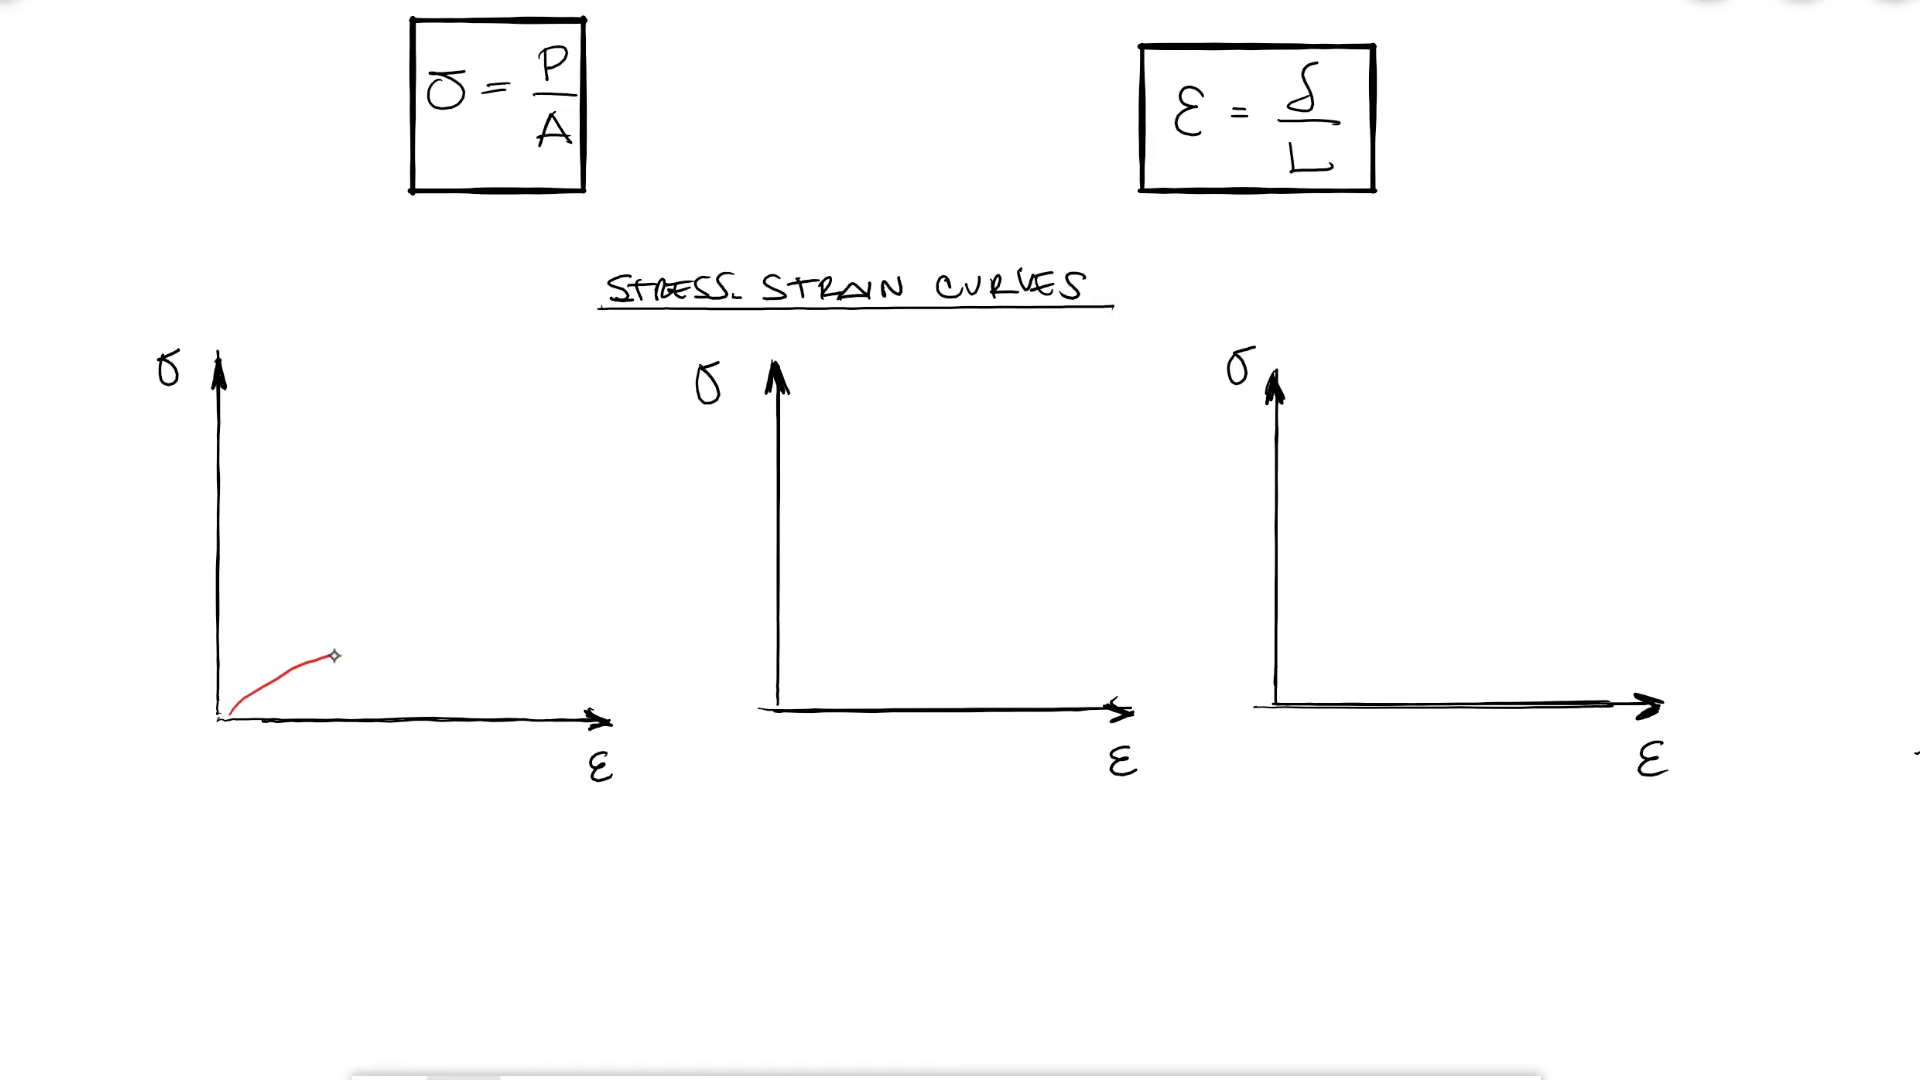 σ = P / A
ε = δ / L
STRESS-STRAIN CURVES
σ
σ
σ
ε
ε
ε